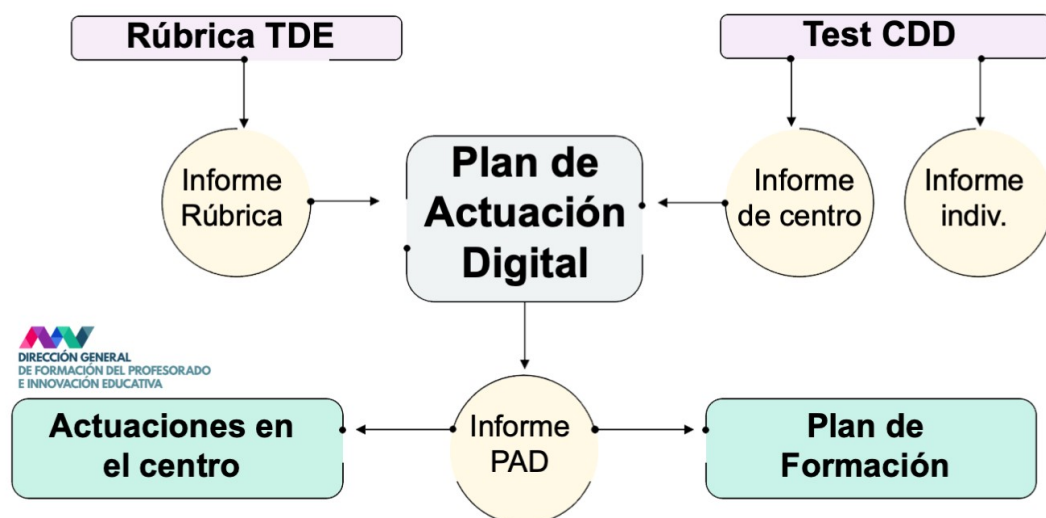 Rúbrica TDE
Test CDD
Informe
Rúbrica
Plan de
Actuación
Digital
Informe
de centro
Informe
indiv.
DIRECCIÓN GENERAL
DE FORMACIÓN DEL PROFESORADO
E INNOVACIÓN EDUCATIVA
Actuaciones en
el centro
Informe
PAD
Plan de
Formación